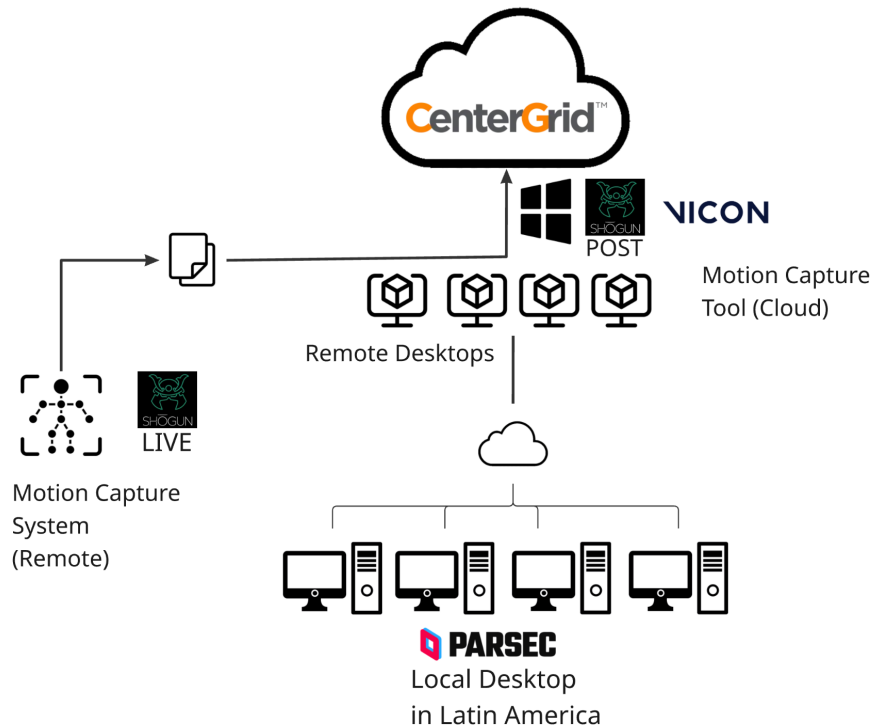 CenterGrid™
SHŌGUN
POST
VICON
Motion Capture
Tool (Cloud)
Remote Desktops
SHŌGUN
LIVE
Motion Capture
System
(Remote)
PARSEC
Local Desktop
in Latin America